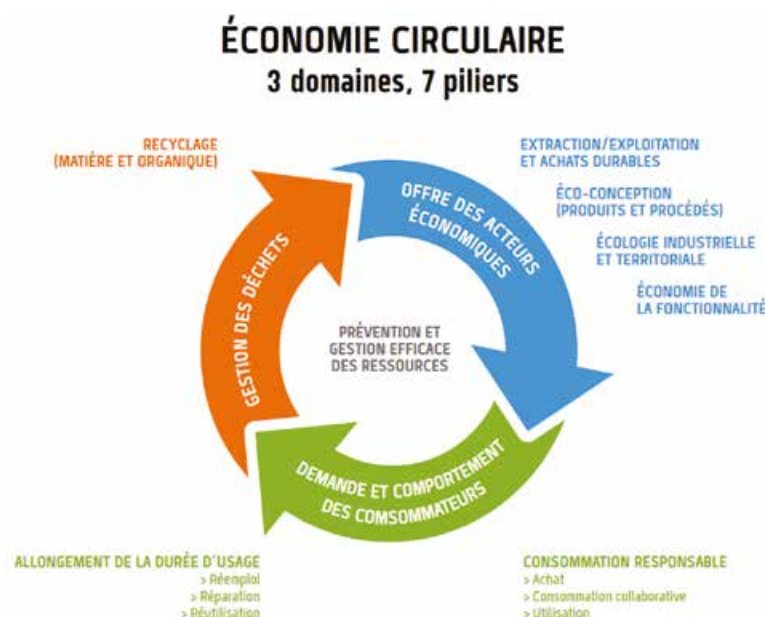 ÉCONOMIE CIRCULAIRE
3 domaines, 7 piliers
RECYCLAGE
(MATIÈRE ET ORGANIQUE)
EXTRACTION/EXPLOITATION
ET ACHATS DURABLES
ÉCO-CONCEPTION
(PRODUITS ET PROCÉDÉS)
ÉCOLOGIE INDUSTRIELLE
ET TERRITORIALE
ÉCONOMIE DE
LA FONCTIONNALITÉ
OFFRE DES ACTEURS
ÉCONOMIQUES
GESTION DES DÉCHETS
PRÉVENTION ET
GESTION EFFICACE
DES RESSOURCES
DEMANDE ET COMPORTEMENT
DES COMSOMMATEURS
ALLONGEMENT DE LA DURÉE D'USAGE
> Réemploi
> Réparation
> Réutilisation
CONSOMMATION RESPONSABLE
> Achat
> Consommation collaborative
> Utilisation